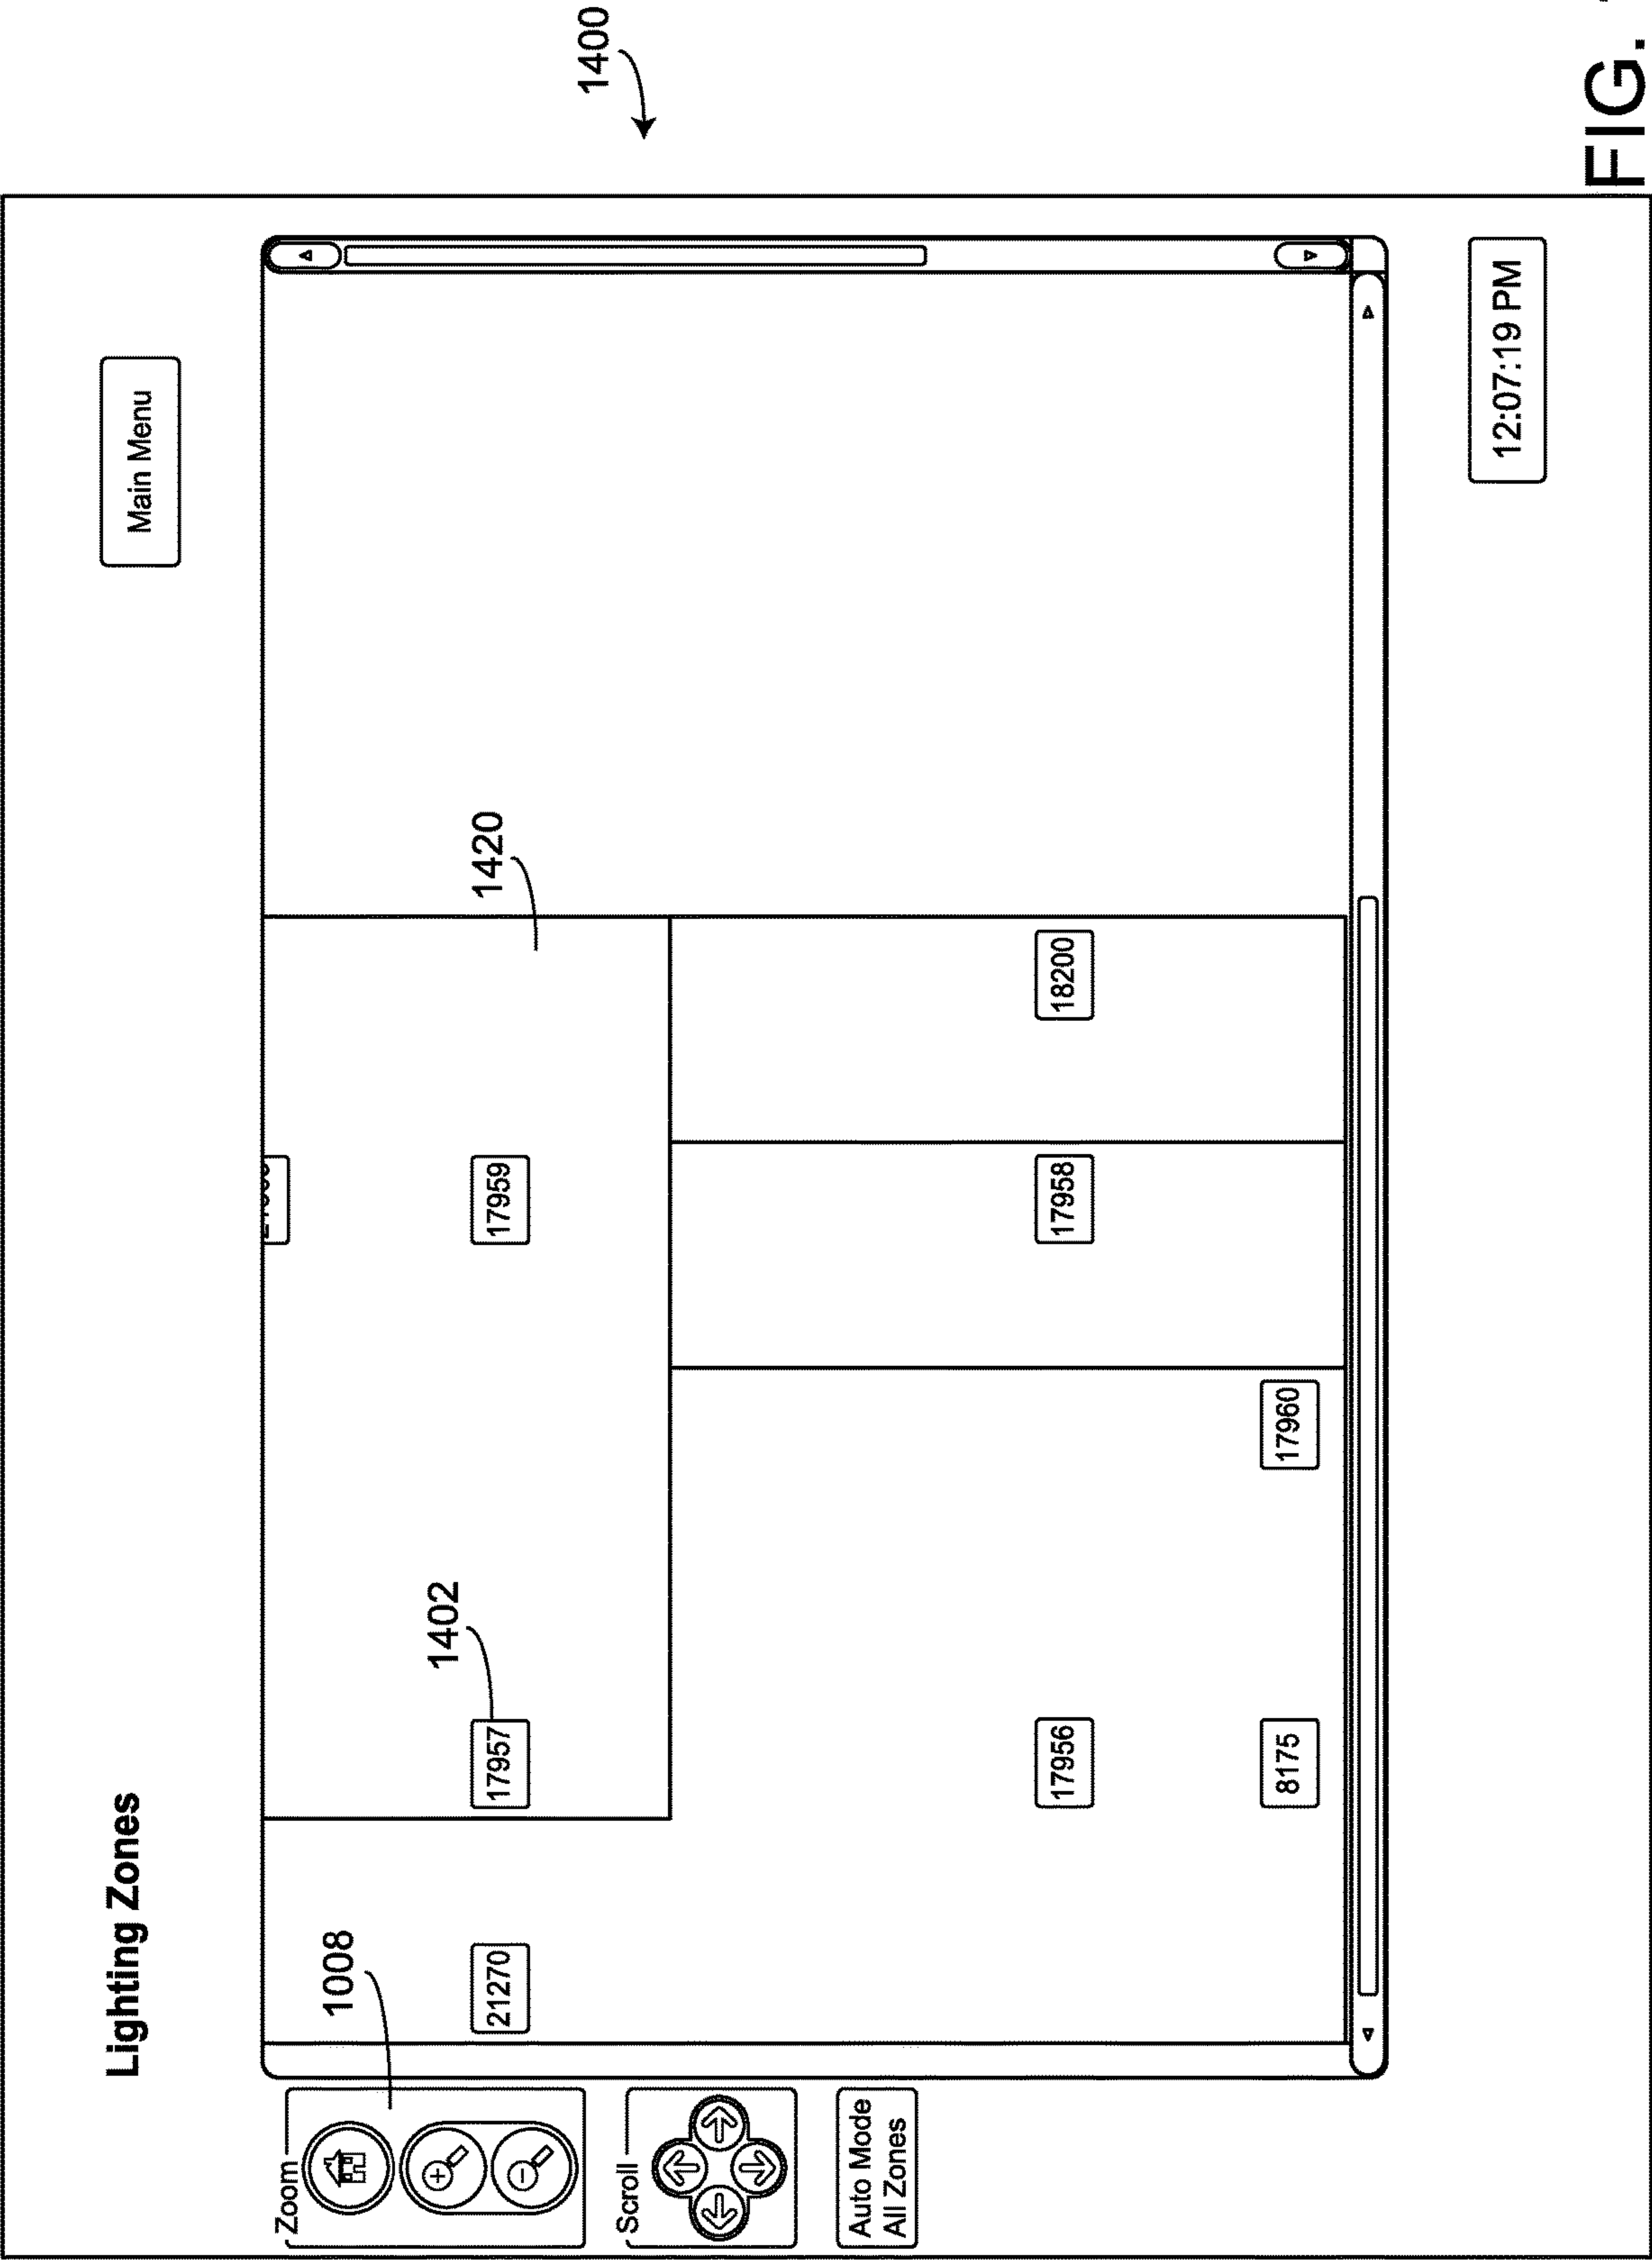 Lighting Zones
Main Menu
Zoom
1008
1402
1420
21270
17957
17959
1400
Scroll
Auto Mode
All Zones
17956
17958
18200
8175
17960
12:07:19 PM
FIG.